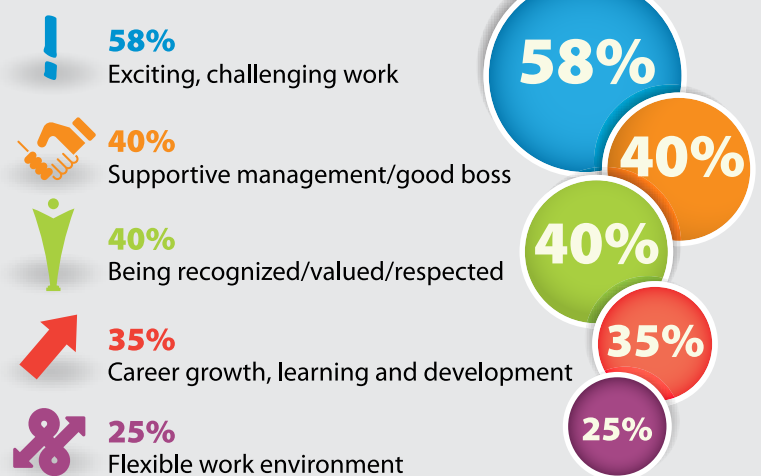 58%
Exciting, challenging work
40%
Supportive management/good boss
40%
Being recognized/valued/respected
35%
Career growth, learning and development
25%
Flexible work environment
58%
40%
40%
35%
25%